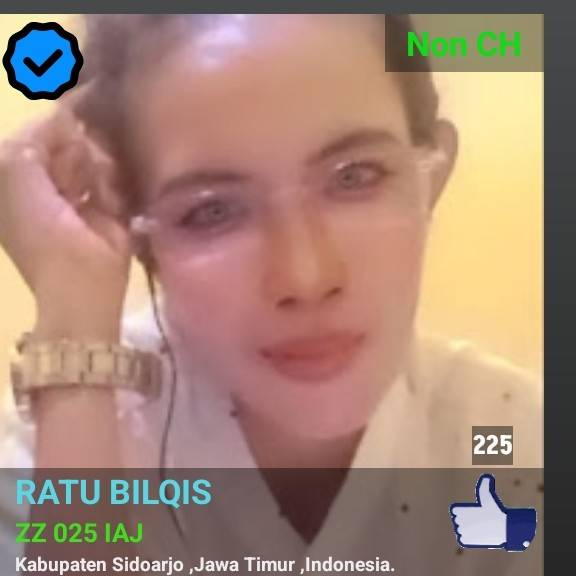 Non CH
225
RATU BILQIS
ZZ 025 IAJ
Kabupaten Sidoarjo ,Jawa Timur ,Indonesia.